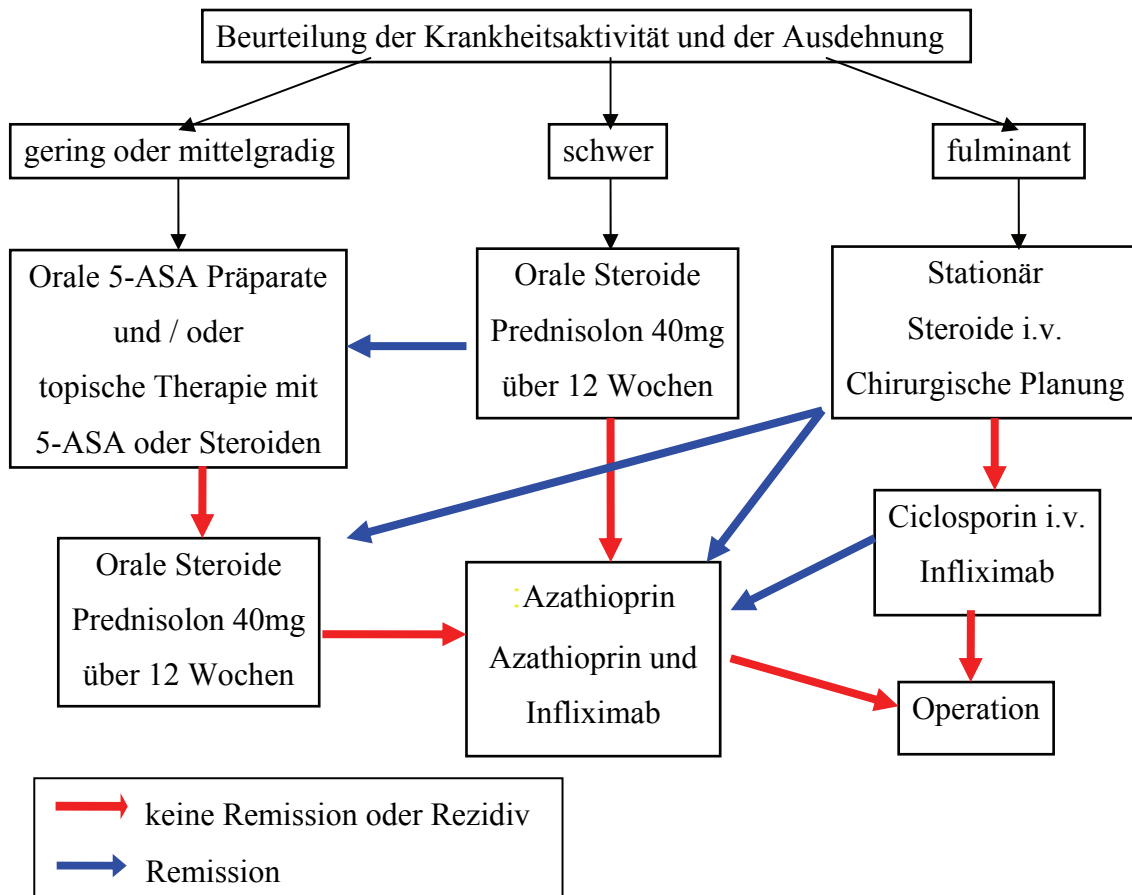 Beurteilung der Krankheitsaktivität und der Ausdehnung
gering oder mittelgradig
schwer
fulminant
Orale 5-ASA Präparate
und / oder
topische Therapie mit
5-ASA oder Steroiden
Orale Steroide
Prednisolon 40mg
über 12 Wochen
Stationär
Steroide i.v.
Chirurgische Planung
Orale Steroide
Prednisolon 40mg
über 12 Wochen
Azathioprin
Azathioprin und
Infliximab
Ciclosporin i.v.
Infliximab
Operation
keine Remission oder Rezidiv
Remission